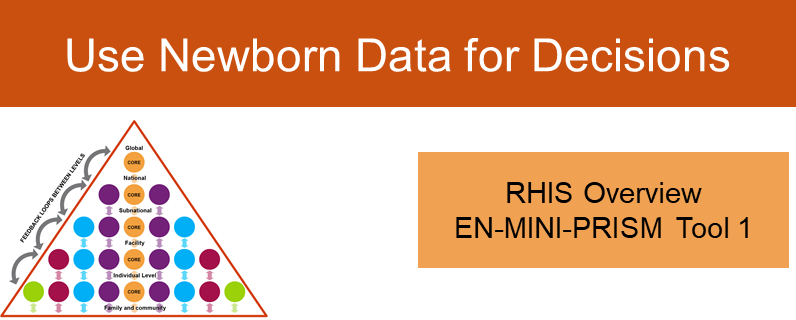 Use Newborn Data for Decisions
FEEDBACK LOOPS BETWEEN LEVELS
Global
CORE
National
CORE
Subnational
CORE
Facility
CORE
Individual Level
CORE
Family and community
RHIS Overview
EN-MINI-PRISM Tool 1